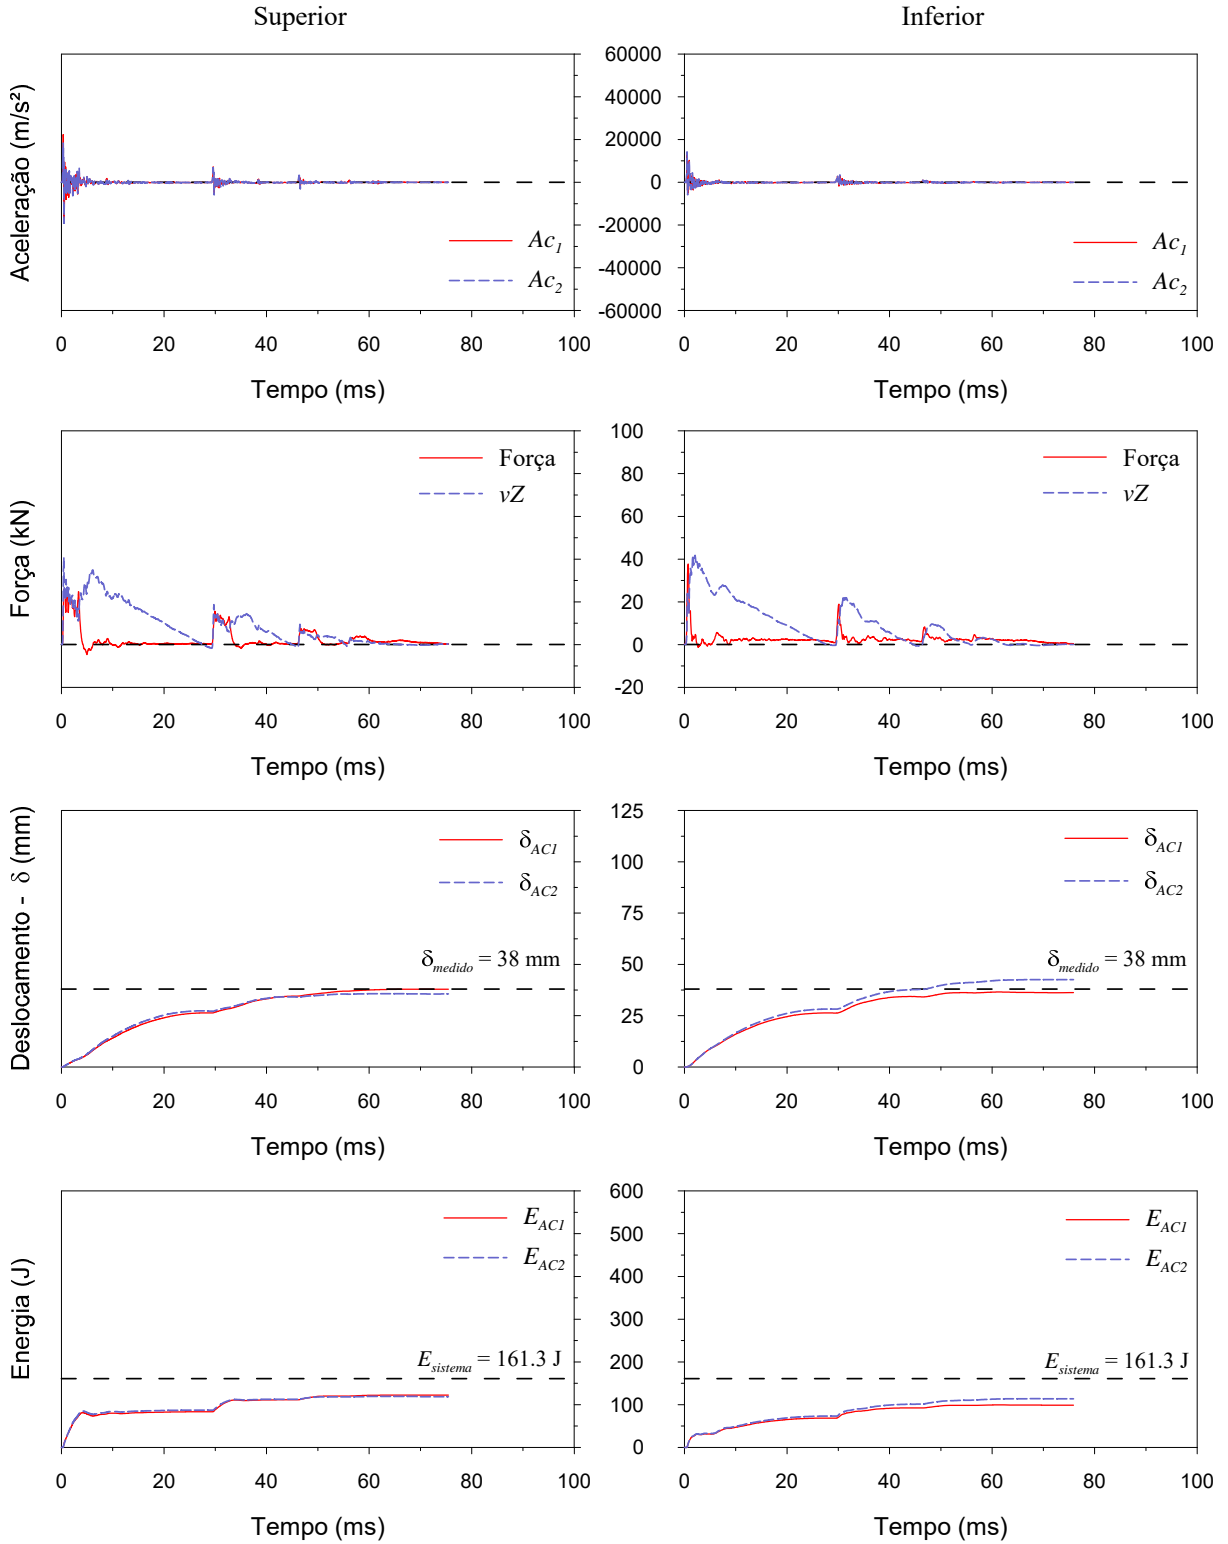 Superior Inferior
Aceleração (m/s²)
60000
40000
20000
0
-20000
-40000
-60000
Ac1
Ac2
Ac1
Ac2
0 20 40 60 80 100 0 20 40 60 80 100
Tempo (ms) Tempo (ms)
Força (kN)
100
80
60
40
20
0
-20
Força
vZ
Força
vZ
0 20 40 60 80 100 0 20 40 60 80 100
Tempo (ms) Tempo (ms)
Deslocamento - δ (mm)
125
100
75
50
25
0
δAC1
δAC2
δmedido = 38 mm
δAC1
δAC2
δmedido = 38 mm
0 20 40 60 80 100 0 20 40 60 80 100
Tempo (ms) Tempo (ms)
Energia (J)
600
500
400
300
200
100
0
EAC1
EAC2
Esistema = 161.3 J
EAC1
EAC2
Esistema = 161.3 J
0 20 40 60 80 100 0 20 40 60 80 100
Tempo (ms) Tempo (ms)